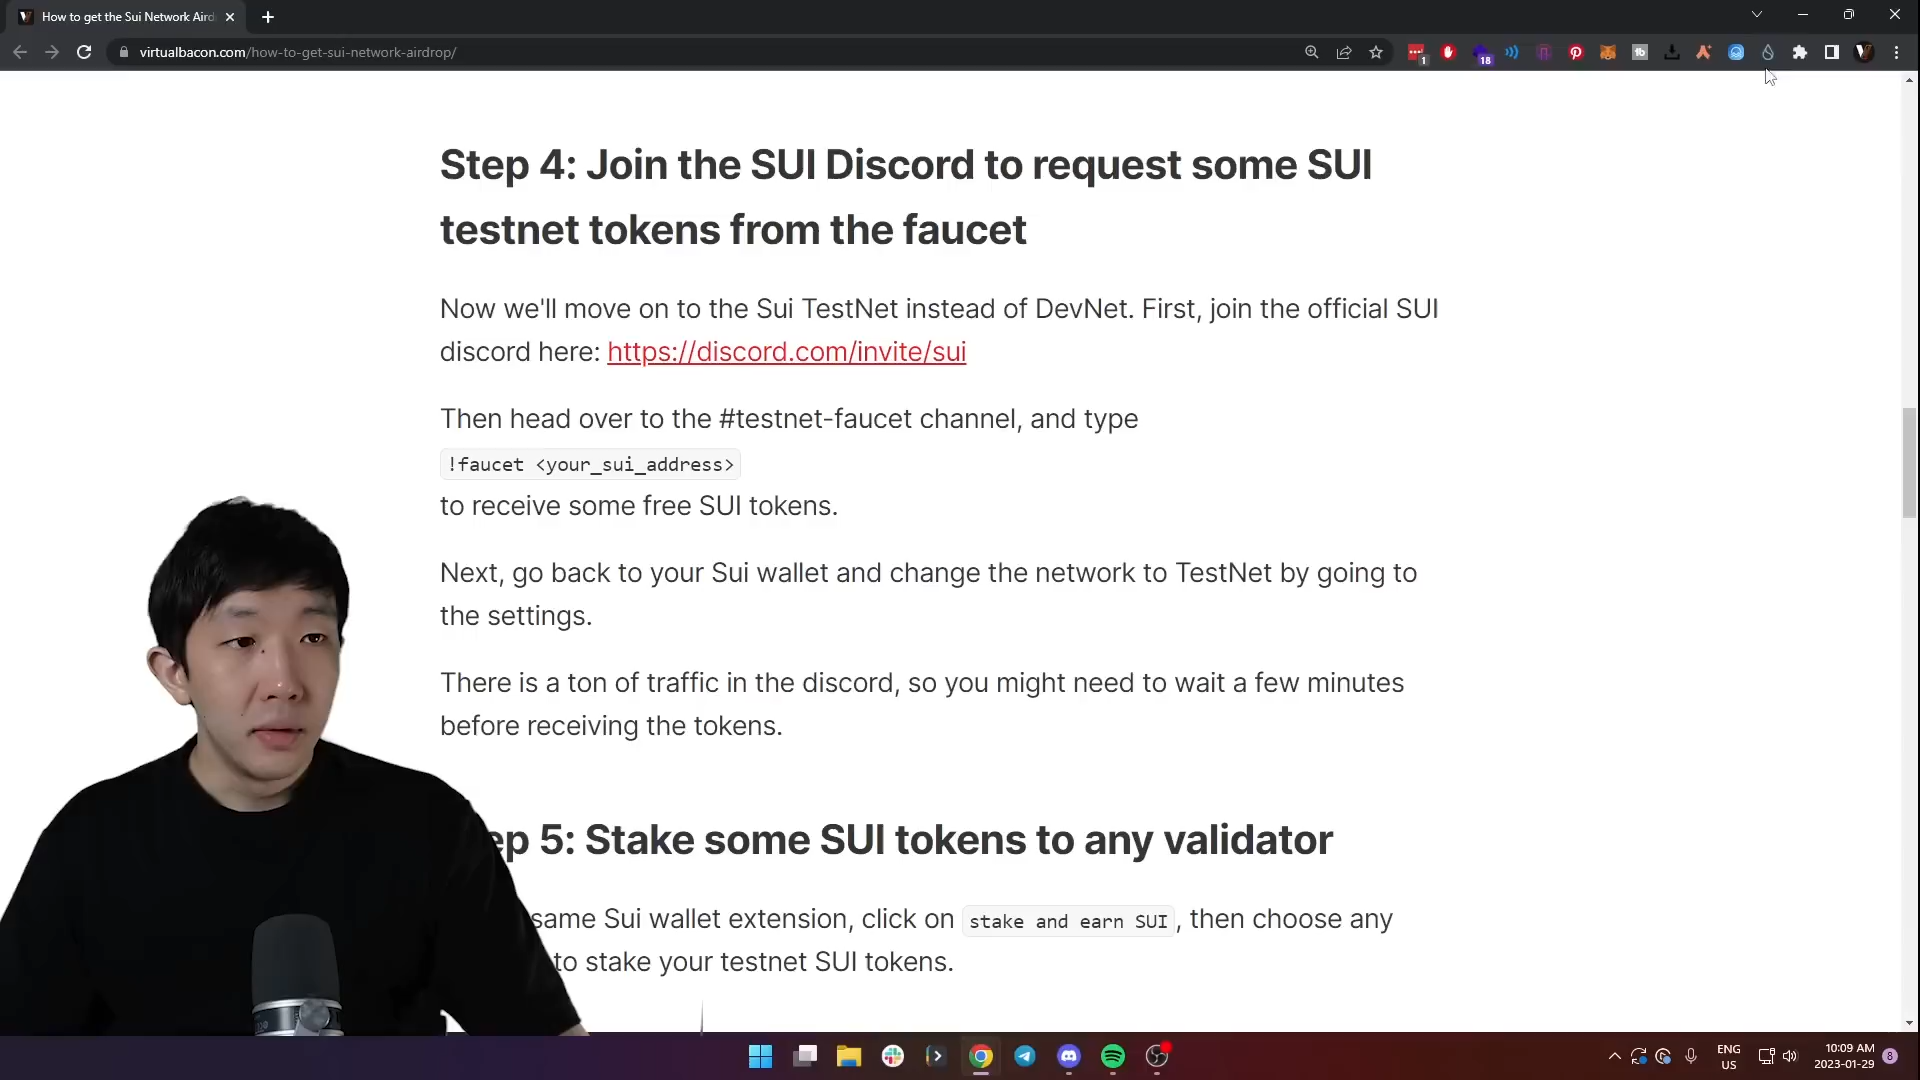 How to get the Sui Network Aird
virtualbacon.com/how-to-get-sui-network-airdrop/
1
18
Step 4: Join the SUI Discord to request some SUI
testnet tokens from the faucet
Now we'll move on to the Sui TestNet instead of DevNet. First, join the official SUI
discord here: https://discord.com/invite/sui
Then head over to the #testnet-faucet channel, and type
!faucet <your_sui_address>
to receive some free SUI tokens.
Next, go back to your Sui wallet and change the network to TestNet by going to
the settings.
There is a ton of traffic in the discord, so you might need to wait a few minutes
before receiving the tokens.
ep 5: Stake some SUI tokens to any validator
same Sui wallet extension, click on stake and earn SUI, then choose any
to stake your testnet SUI tokens.
ENG
US
10:09 AM
2023-01-29
8